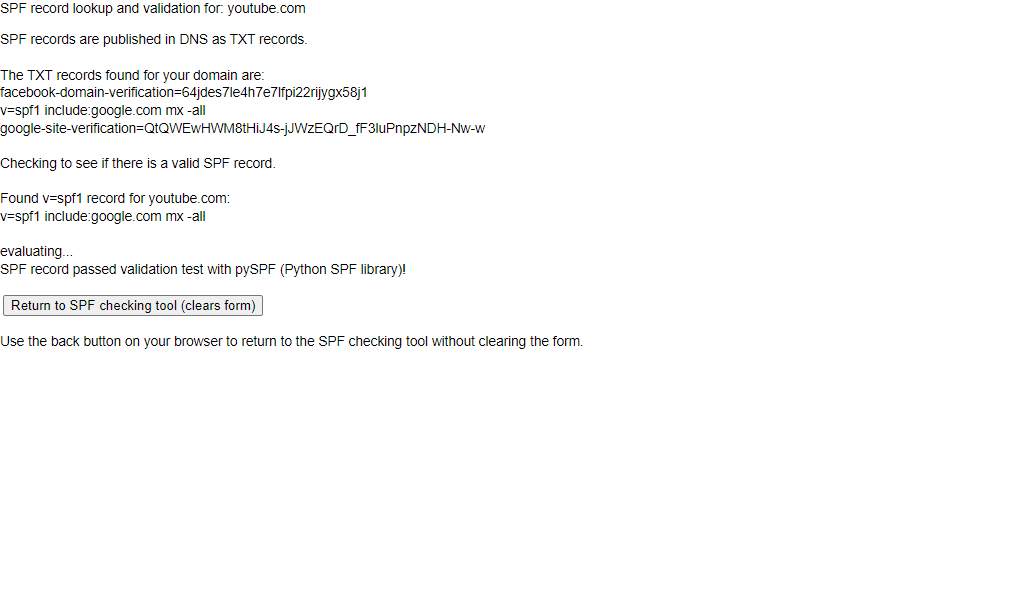 SPF record lookup and validation for: youtube.com
SPF records are published in DNS as TXT records.
The TXT records found for your domain are:
facebook-domain-verification=64jdes7le4h7e7lfpi22rijygx58j1
v=spf1 include:google.com mx -all
google-site-verification=QtQWEwHWM8tHiJ4s-jJWzEQrD_fF3luPnpzNDH-Nw-w
Checking to see if there is a valid SPF record.
Found v=spf1 record for youtube.com:
v=spf1 include:google.com mx -all
evaluating...
SPF record passed validation test with pySPF (Python SPF library)!
Return to SPF checking tool (clears form)
Use the back button on your browser to return to the SPF checking tool without clearing the form.